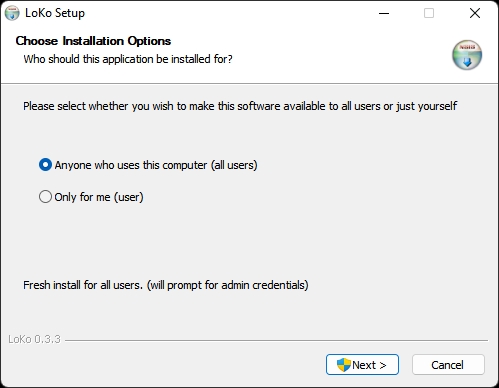 LoKo Setup
Choose Installation Options
Who should this application be installed for?
Please select whether you wish to make this software available to all users or just yourself
Anyone who uses this computer (all users)
Only for me (user)
Fresh install for all users. (will prompt for admin credentials)
LoKo 0.3.3
Next >
Cancel